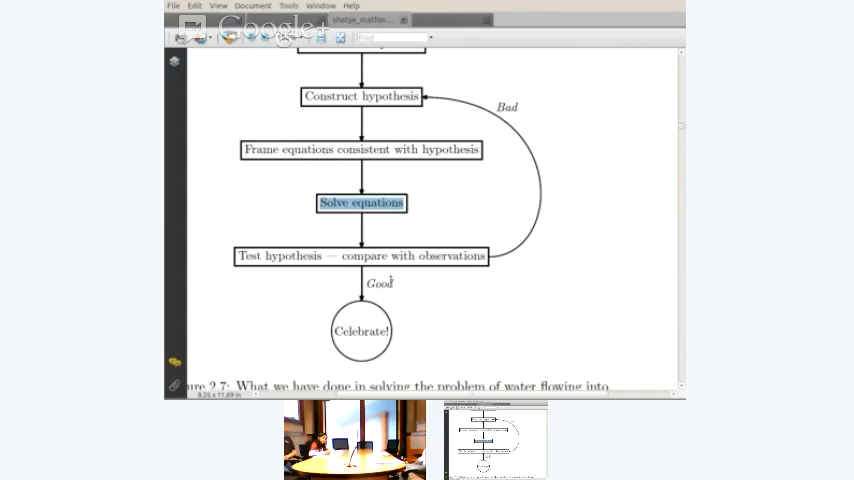 File Edit View Document Tools Window Help
Google+
shetye_mathm...
Find
Construct hypothesis
Bad
Frame equations consistent with hypothesis
Solve equations
Test hypothesis — compare with observations
Good
Celebrate!
ure 2.7: What we have done in solving the problem of water flowing into
8.26 x 11.69 in